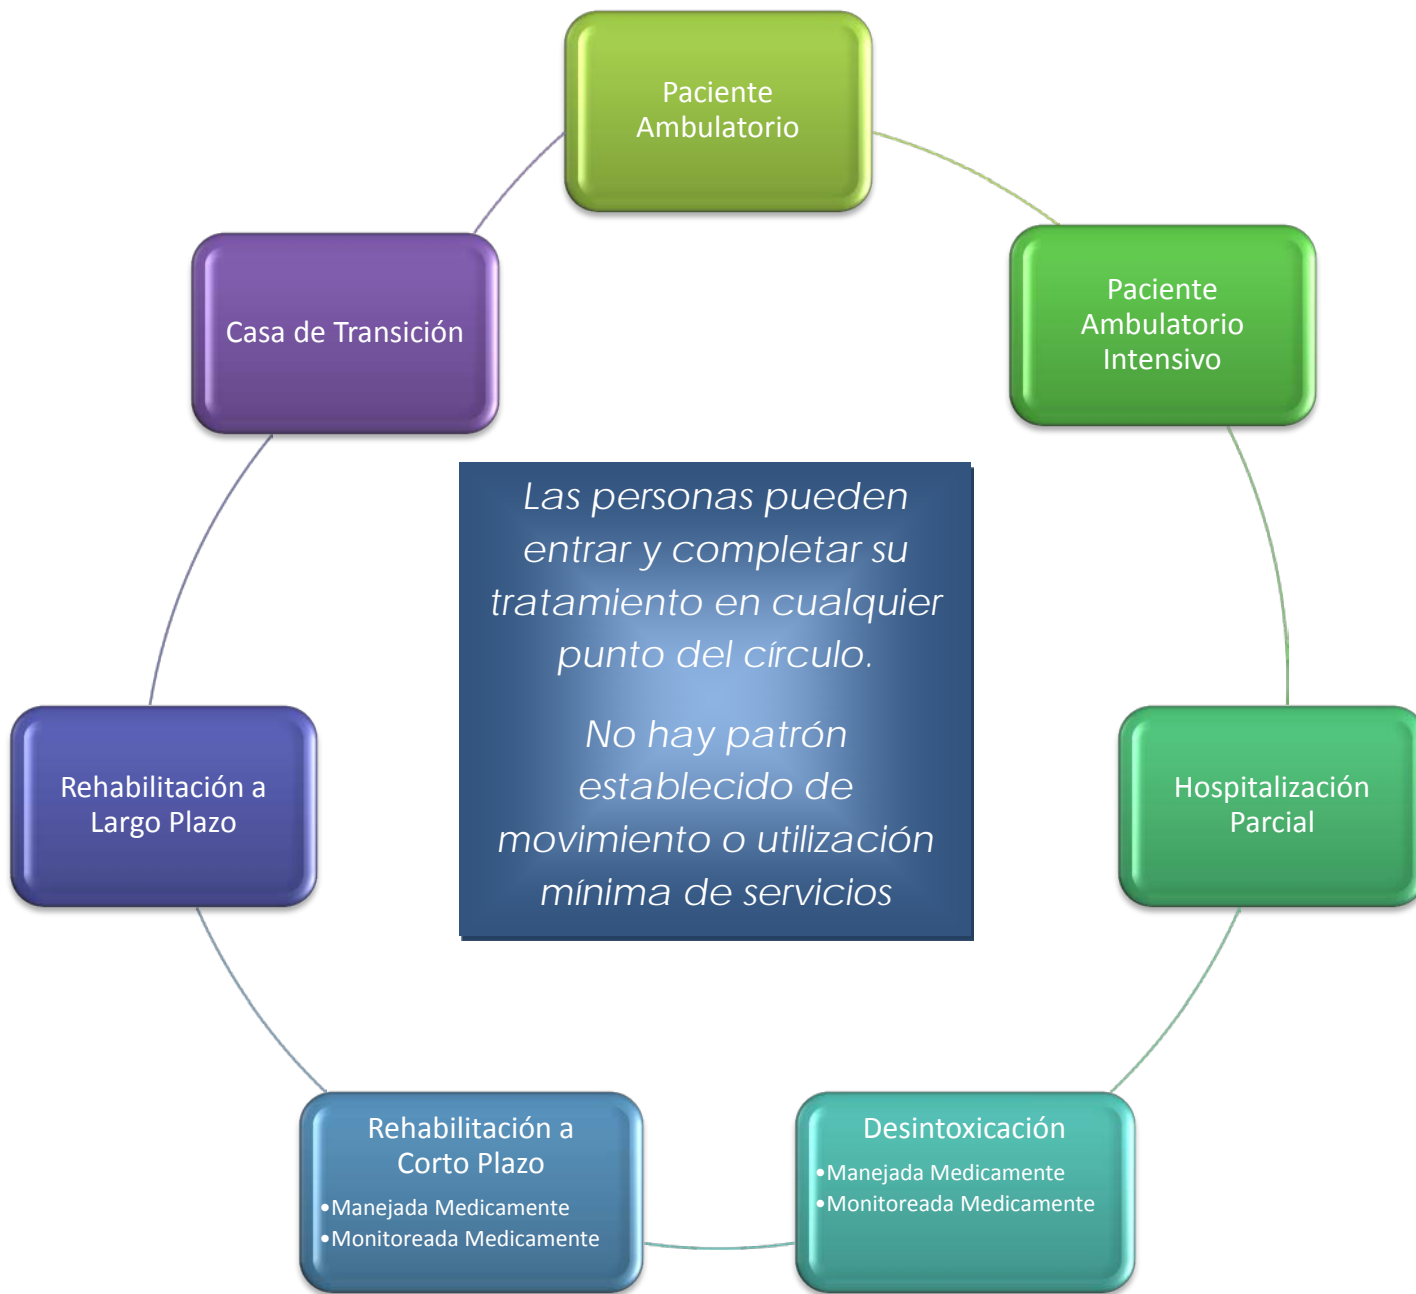 Paciente
Ambulatorio
Paciente
Ambulatorio
Intensivo
Hospitalización
Parcial
Desintoxicación
•Manejada Medicamente
•Monitoreada Medicamente
Rehabilitación a
Corto Plazo
•Manejada Medicamente
•Monitoreada Medicamente
Rehabilitación a
Largo Plazo
Casa de Transición
Las personas pueden
entrar y completar su
tratamiento en cualquier
punto del círculo.
No hay patrón
establecido de
movimiento o utilización
mínima de servicios